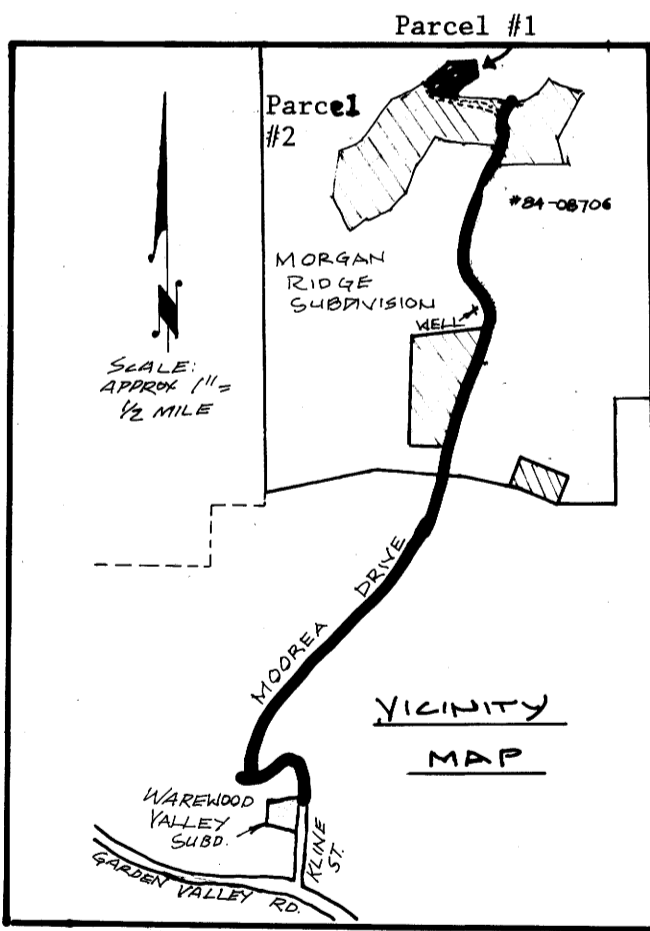 Parcel #1
Parcel
#2
#84-08706
MORGAN
RIDGE
SUBDIVISION
WELL
SCALE:
APPROX 1"=
1/2 MILE
MOOREA DRIVE
VICINITY
MAP
WAREWOOD
VALLEY
SUBD.
KLINE
ST.
GARDEN VALLEY RD.